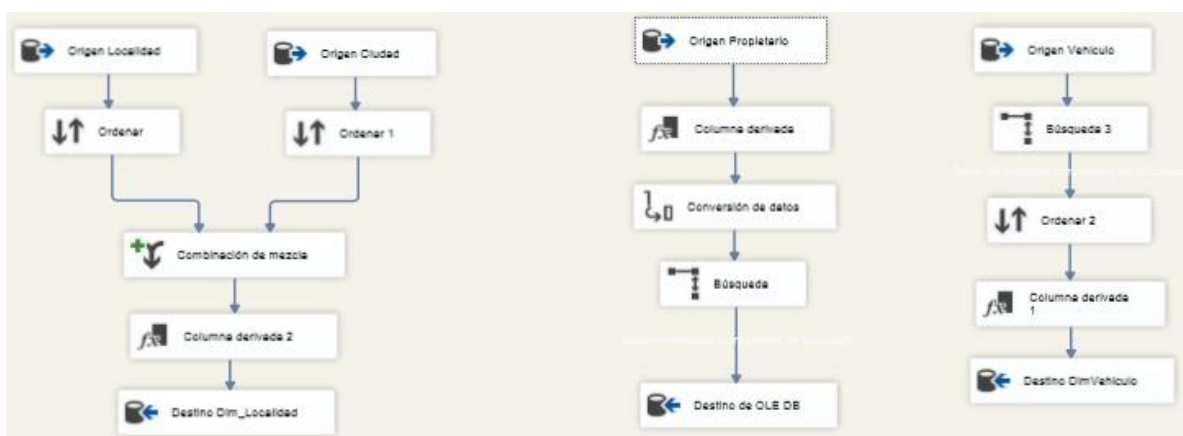 Origen Localidad
Origen Ciudad
Ordenar
Ordenar 1
Combinación de mezcla
Columna derivada 2
Destino Dim_Localidad
Origen Propietario
Columna derivada
Conversión de datos
Búsqueda
Destino de OLE DB
Origen Vehiculo
Búsqueda 3
Ordenar 2
Columna derivada
1
Destino DimVehiculo